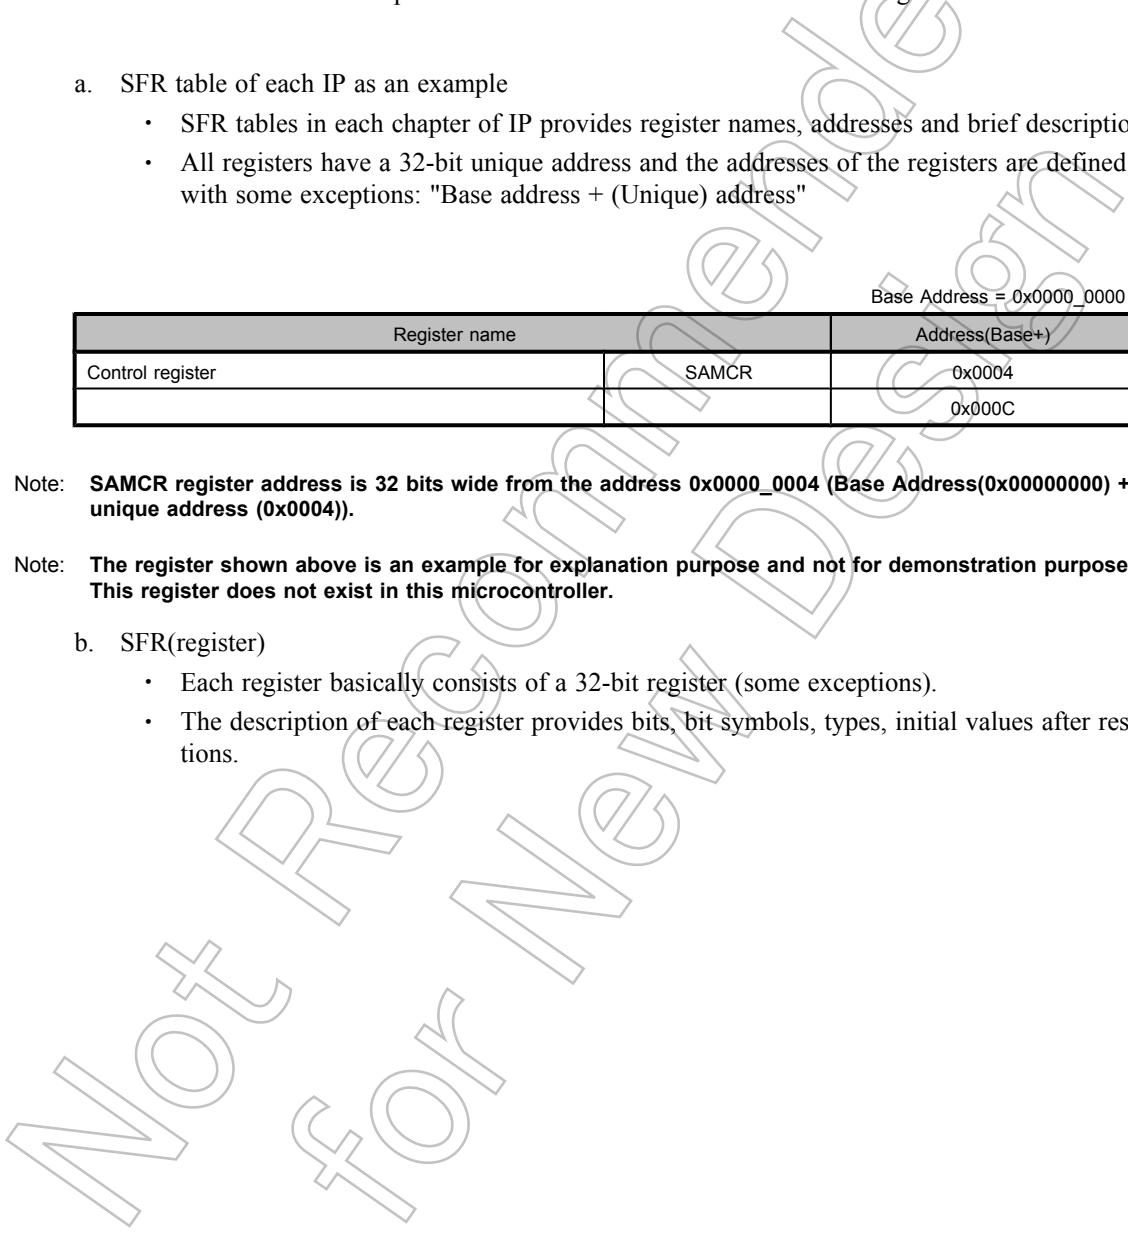 a. SFR table of each IP as an example
· SFR tables in each chapter of IP provides register names, addresses and brief descriptio
· All registers have a 32-bit unique address and the addresses of the registers are defined
with some exceptions: "Base address + (Unique) address"
Base Address = 0x0000_0000
Register name Address(Base+)
Control register SAMCR 0x0004
0x000C
Note: SAMCR register address is 32 bits wide from the address 0x0000_0004 (Base Address(0x00000000) +
unique address (0x0004)).
Note: The register shown above is an example for explanation purpose and not for demonstration purpose
This register does not exist in this microcontroller.
b. SFR(register)
· Each register basically consists of a 32-bit register (some exceptions).
· The description of each register provides bits, bit symbols, types, initial values after res
tions.
Not Recommende
for New Design